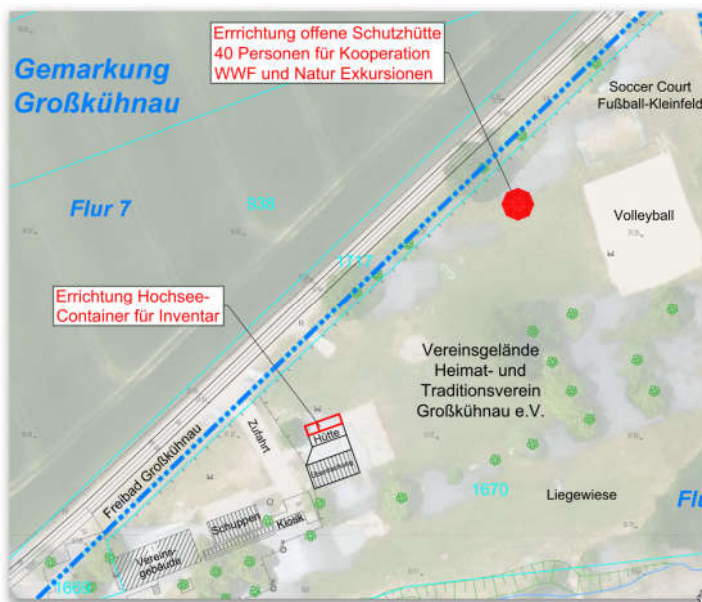 Errrichtung offene Schutzhütte
40 Personen für Kooperation
WWF und Natur Exkursionen
Gemarkung
Großkühnau
Soccer Court
Fußball-Kleinfeld
Flur 7
938
Volleyball
1717
Errichtung Hochsee-
Container für Inventar
Vereinsgelände
Heimat- und
Traditionsverein
Großkühnau e.V.
Zufahrt
Hütte
Überdachung
Freibad Großkühnau
1670
Liegewiese
Flu
Schuppen
Kiosk
Vereins-
gebäude
1669